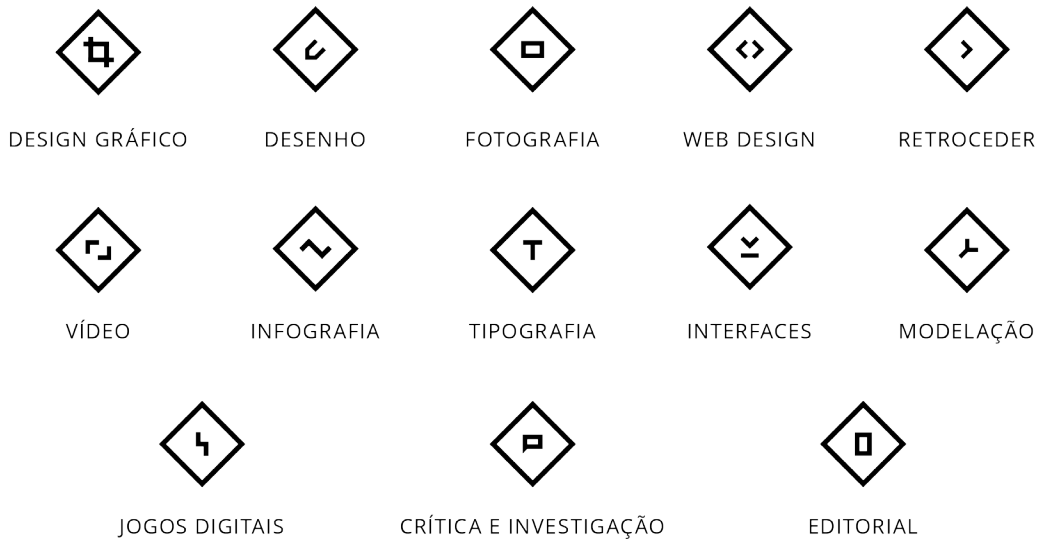 DESIGN GRÁFICO
DESENHO
FOTOGRAFIA
WEB DESIGN
RETROCEDER
VÍDEO
INFOGRAFIA
T
TIPOGRAFIA
INTERFACES
MODELAÇÃO
JOGOS DIGITAIS
CRÍTICA E INVESTIGAÇÃO
EDITORIAL